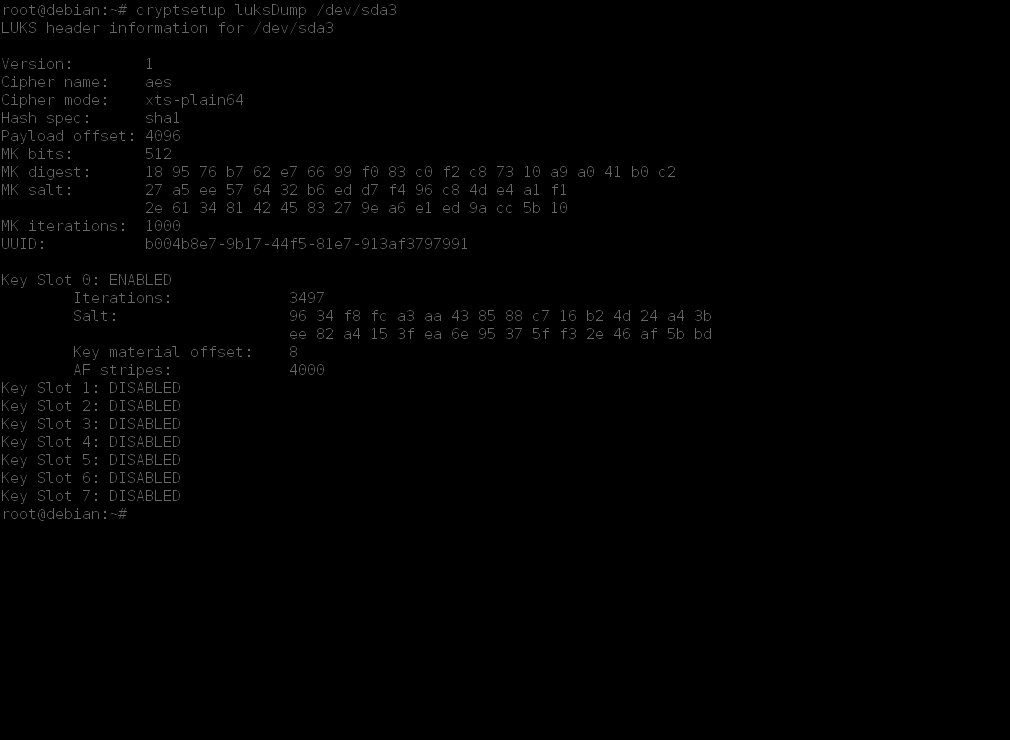 root@debian:~# cryptsetup luksDump /dev/sda3
LUKS header information for /dev/sda3

Version:        1
Cipher name:    aes
Cipher mode:    xts-plain64
Hash spec:      sha1
Payload offset: 4096
MK bits:        512
MK digest:      18 95 76 b7 62 e7 66 99 f0 83 c0 f2 c8 73 10 a9 a0 41 b0 c2
MK salt:        27 a5 ee 57 64 32 b6 ed d7 f4 96 c8 4d e4 a1 f1
                2e 61 34 81 42 45 83 27 9e a6 e1 ed 9a cc 5b 10
MK iterations:  1000
UUID:           b004b8e7-9b17-44f5-81e7-913af3797991

Key Slot 0: ENABLED
        Iterations:             3497
        Salt:                   96 34 f8 fc a3 aa 43 85 88 c7 16 b2 4d 24 a4 3b
                                ee 82 a4 15 3f ea 6e 95 37 5f f3 2e 46 af 5b bd
        Key material offset:    8
        AF stripes:             4000
Key Slot 1: DISABLED
Key Slot 2: DISABLED
Key Slot 3: DISABLED
Key Slot 4: DISABLED
Key Slot 5: DISABLED
Key Slot 6: DISABLED
Key Slot 7: DISABLED
root@debian:~#